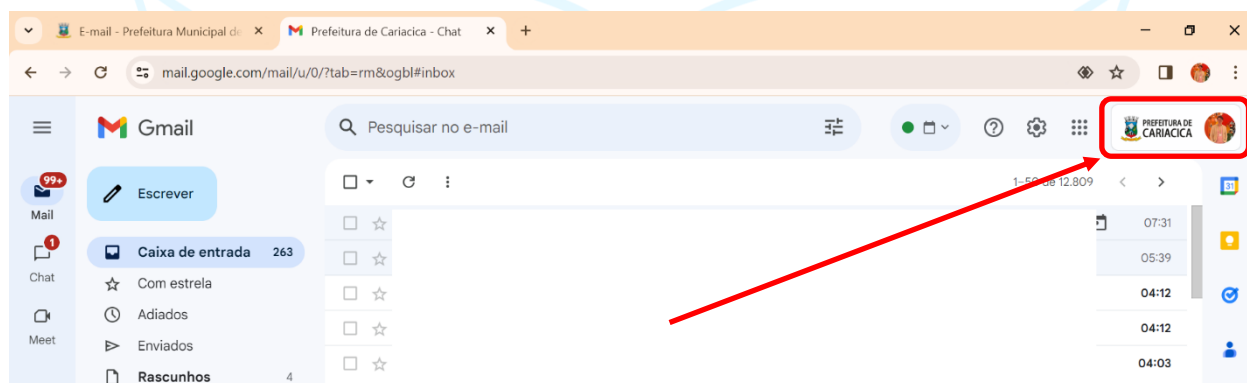 E-mail - Prefeitura Municipal de
Prefeitura de Cariacica - Chat
mail.google.com/mail/u/0/?tab=rm&ogbl#inbox
Gmail
Pesquisar no e-mail
PREFEITURA DE
CARIACICA
99+
Mail
Escrever
1–50 de 12.809
07:31
31
1
Chat
Caixa de entrada 263
05:39
Com estrela
04:12
Meet
Adiados
04:12
Enviados
04:03
Rascunhos 4